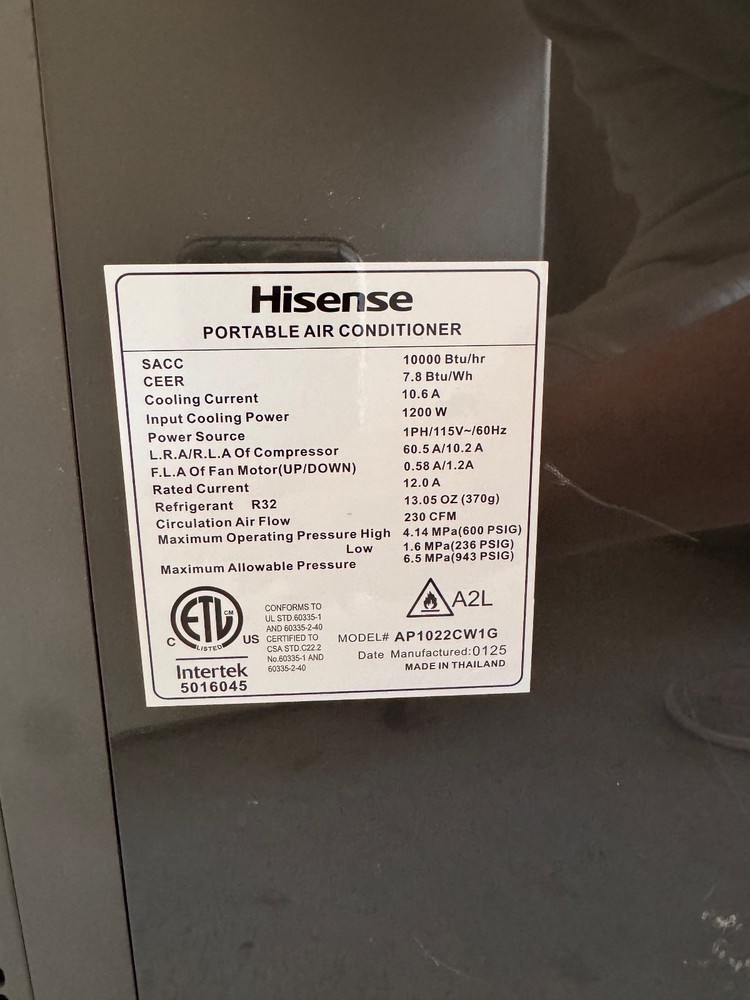 Hisense
PORTABLE AIR CONDITIONER
SACC 10000 Btu/hr
CEER 7.8 Btu/Wh
Cooling Current 10.6 A
Input Cooling Power 1200 W
Power Source 1PH/115V~/60Hz
L.R.A/R.L.A Of Compressor 60.5 A/10.2 A
F.L.A Of Fan Motor(UP/DOWN) 0.58 A/1.2A
Rated Current 12.0 A
Refrigerant R32 13.05 OZ (370g)
Circulation Air Flow 230 CFM
Maximum Operating Pressure High 4.14 MPa(600 PSIG)
Low 1.6 MPa(236 PSIG)
Maximum Allowable Pressure 6.5 MPa(943 PSIG)
ETL CM
LISTED
C US
Intertek
5016045
CONFORMS TO
UL STD.60335-1
AND 60335-2-40
CERTIFIED TO
CSA STD.C22.2
No.60335-1 AND
60335-2-40
A2L
MODEL# AP1022CW1G
Date Manufactured:0125
MADE IN THAILAND